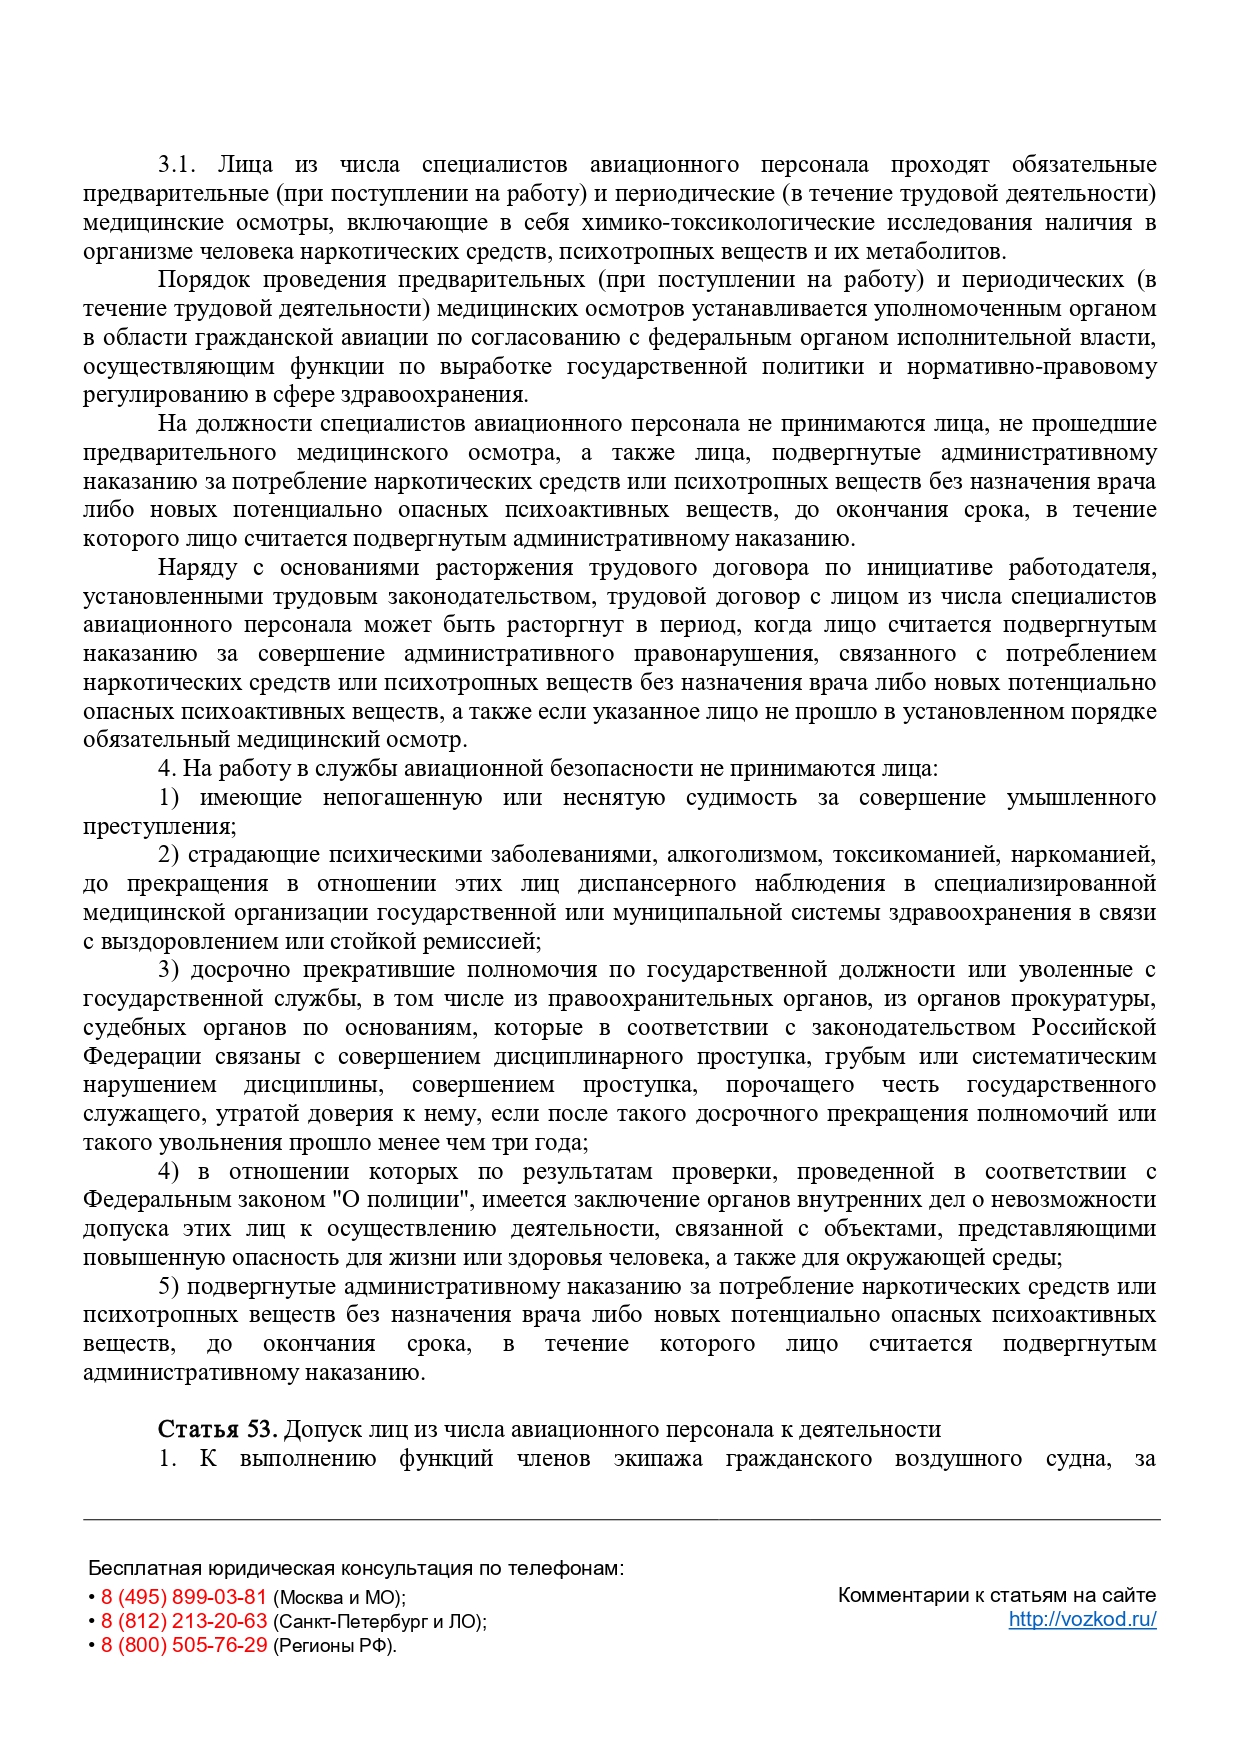 3.1. Лица из числа специалистов авиационного персонала проходят обязательные
предварительные (при поступлении на работу) и периодические (в течение трудовой деятельности)
медицинские осмотры, включающие в себя химико-токсикологические исследования наличия в
организме человека наркотических средств, психотропных веществ и их метаболитов.
Порядок проведения предварительных (при поступлении на работу) и периодических (в
течение трудовой деятельности) медицинских осмотров устанавливается уполномоченным органом
в области гражданской авиации по согласованию с федеральным органом исполнительной власти,
осуществляющим функции по выработке государственной политики и нормативно-правовому
регулированию в сфере здравоохранения.
На должности специалистов авиационного персонала не принимаются лица, не прошедшие
предварительного медицинского осмотра, а также лица, подвергнутые административному
наказанию за потребление наркотических средств или психотропных веществ без назначения врача
либо новых потенциально опасных психоактивных веществ, до окончания срока, в течение
которого лицо считается подвергнутым административному наказанию.
Наряду с основаниями расторжения трудового договора по инициативе работодателя,
установленными трудовым законодательством, трудовой договор с лицом из числа специалистов
авиационного персонала может быть расторгнут в период, когда лицо считается подвергнутым
наказанию за совершение административного правонарушения, связанного с потреблением
наркотических средств или психотропных веществ без назначения врача либо новых потенциально
опасных психоактивных веществ, а также если указанное лицо не прошло в установленном порядке
обязательный медицинский осмотр.
4. На работу в службы авиационной безопасности не принимаются лица:
1) имеющие непогашенную или неснятую судимость за совершение умышленного
преступления;
2) страдающие психическими заболеваниями, алкоголизмом, токсикоманией, наркоманией,
до прекращения в отношении этих лиц диспансерного наблюдения в специализированной
медицинской организации государственной или муниципальной системы здравоохранения в связи
с выздоровлением или стойкой ремиссией;
3) досрочно прекратившие полномочия по государственной должности или уволенные с
государственной службы, в том числе из правоохранительных органов, из органов прокуратуры,
судебных органов по основаниям, которые в соответствии с законодательством Российской
Федерации связаны с совершением дисциплинарного проступка, грубым или систематическим
нарушением дисциплины, совершением проступка, порочащего честь государственного
служащего, утратой доверия к нему, если после такого досрочного прекращения полномочий или
такого увольнения прошло менее чем три года;
4) в отношении которых по результатам проверки, проведенной в соответствии с
Федеральным законом "О полиции", имеется заключение органов внутренних дел о невозможности
допуска этих лиц к осуществлению деятельности, связанной с объектами, представляющими
повышенную опасность для жизни или здоровья человека, а также для окружающей среды;
5) подвергнутые административному наказанию за потребление наркотических средств или
психотропных веществ без назначения врача либо новых потенциально опасных психоактивных
веществ, до окончания срока, в течение которого лицо считается подвергнутым
административному наказанию.
Статья 53. Допуск лиц из числа авиационного персонала к деятельности
1. К выполнению функций членов экипажа гражданского воздушного судна, за
Бесплатная юридическая консультация по телефонам:
• 8 (495) 899-03-81 (Москва и МО);
• 8 (812) 213-20-63 (Санкт-Петербург и ЛО);
• 8 (800) 505-76-29 (Регионы РФ).
Комментарии к статьям на сайте
http://vozkod.ru/